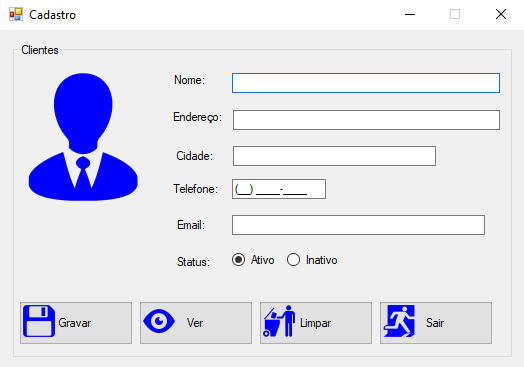 Cadastro
Clientes
Nome:
Endereço:
Cidade:
Telefone: (__) ____-____
Email:
Status: Ativo Inativo
Gravar Ver Limpar Sair